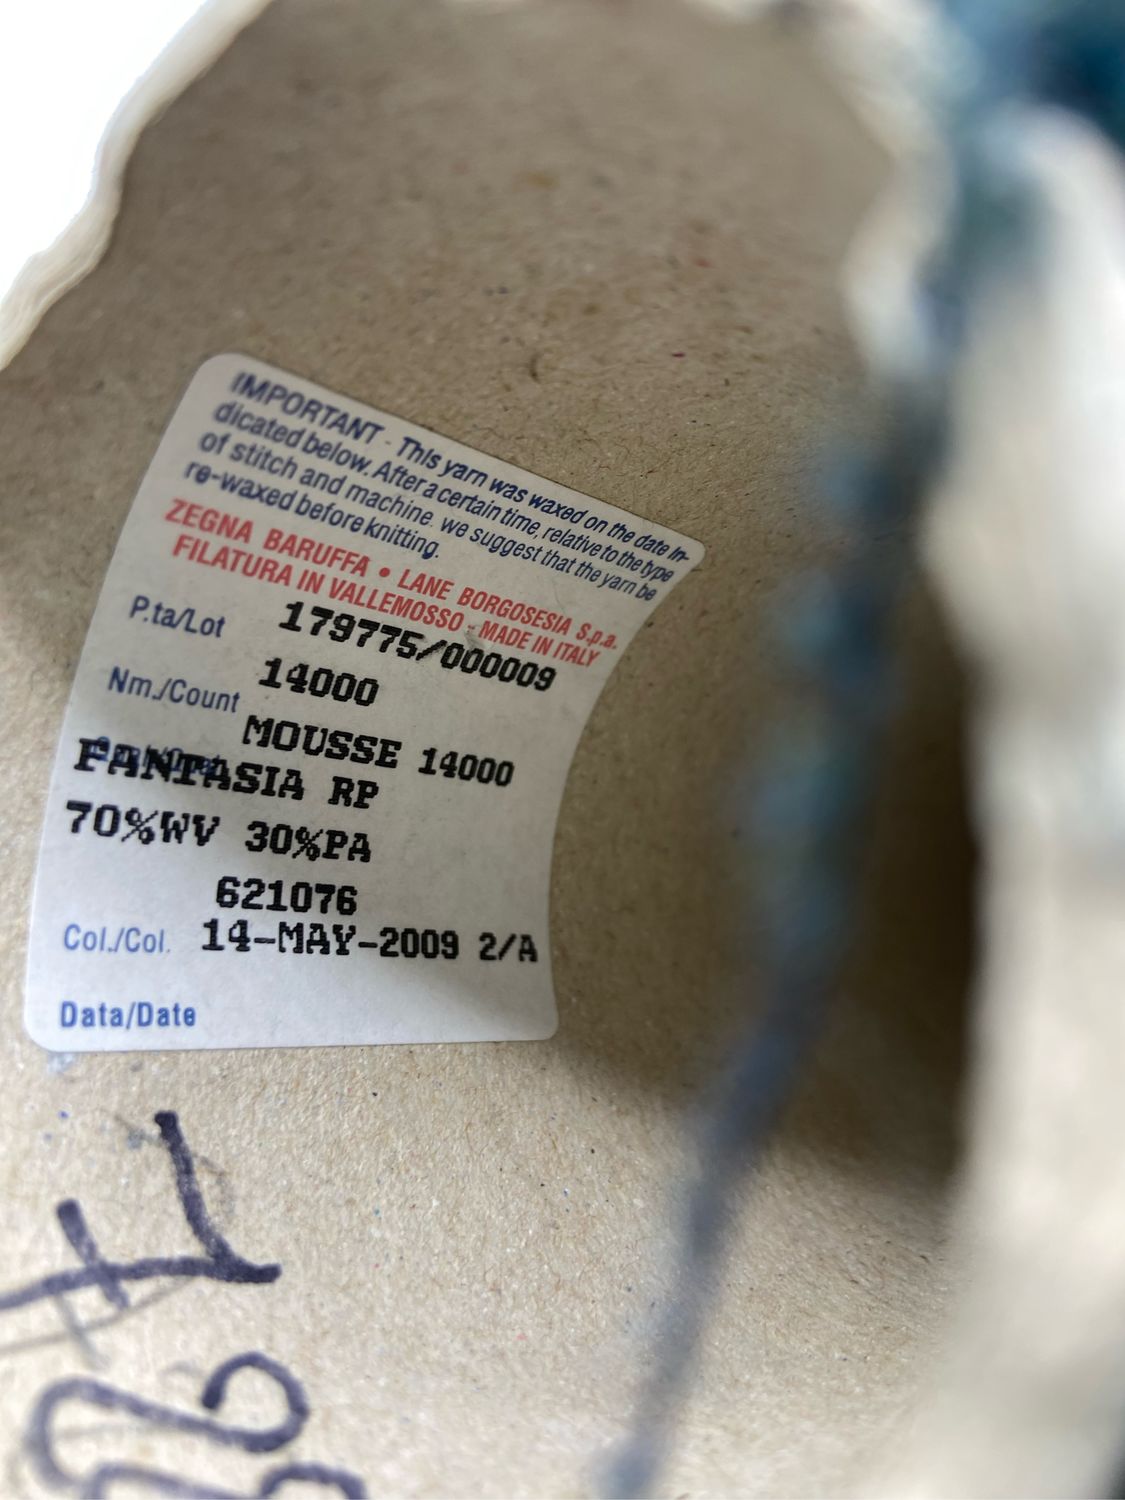 IMPORTANT - This yarn was waxed on the date in-
dicated below. After a certain time, relative to the type
of stitch and machine, we suggest that the yarn be
re-waxed before knitting.
ZEGNA BARUFFA • LANE BORGOSESIA S.p.a.
FILATURA IN VALLEMOSSO - MADE IN ITALY
P.ta/Lot 179775/000009
Nm./Count 14000
MOUSSE 14000
FANTASIA RP
70%WV 30%PA
621076
Col./Col. 14-MAY-2009 2/A
Data/Date